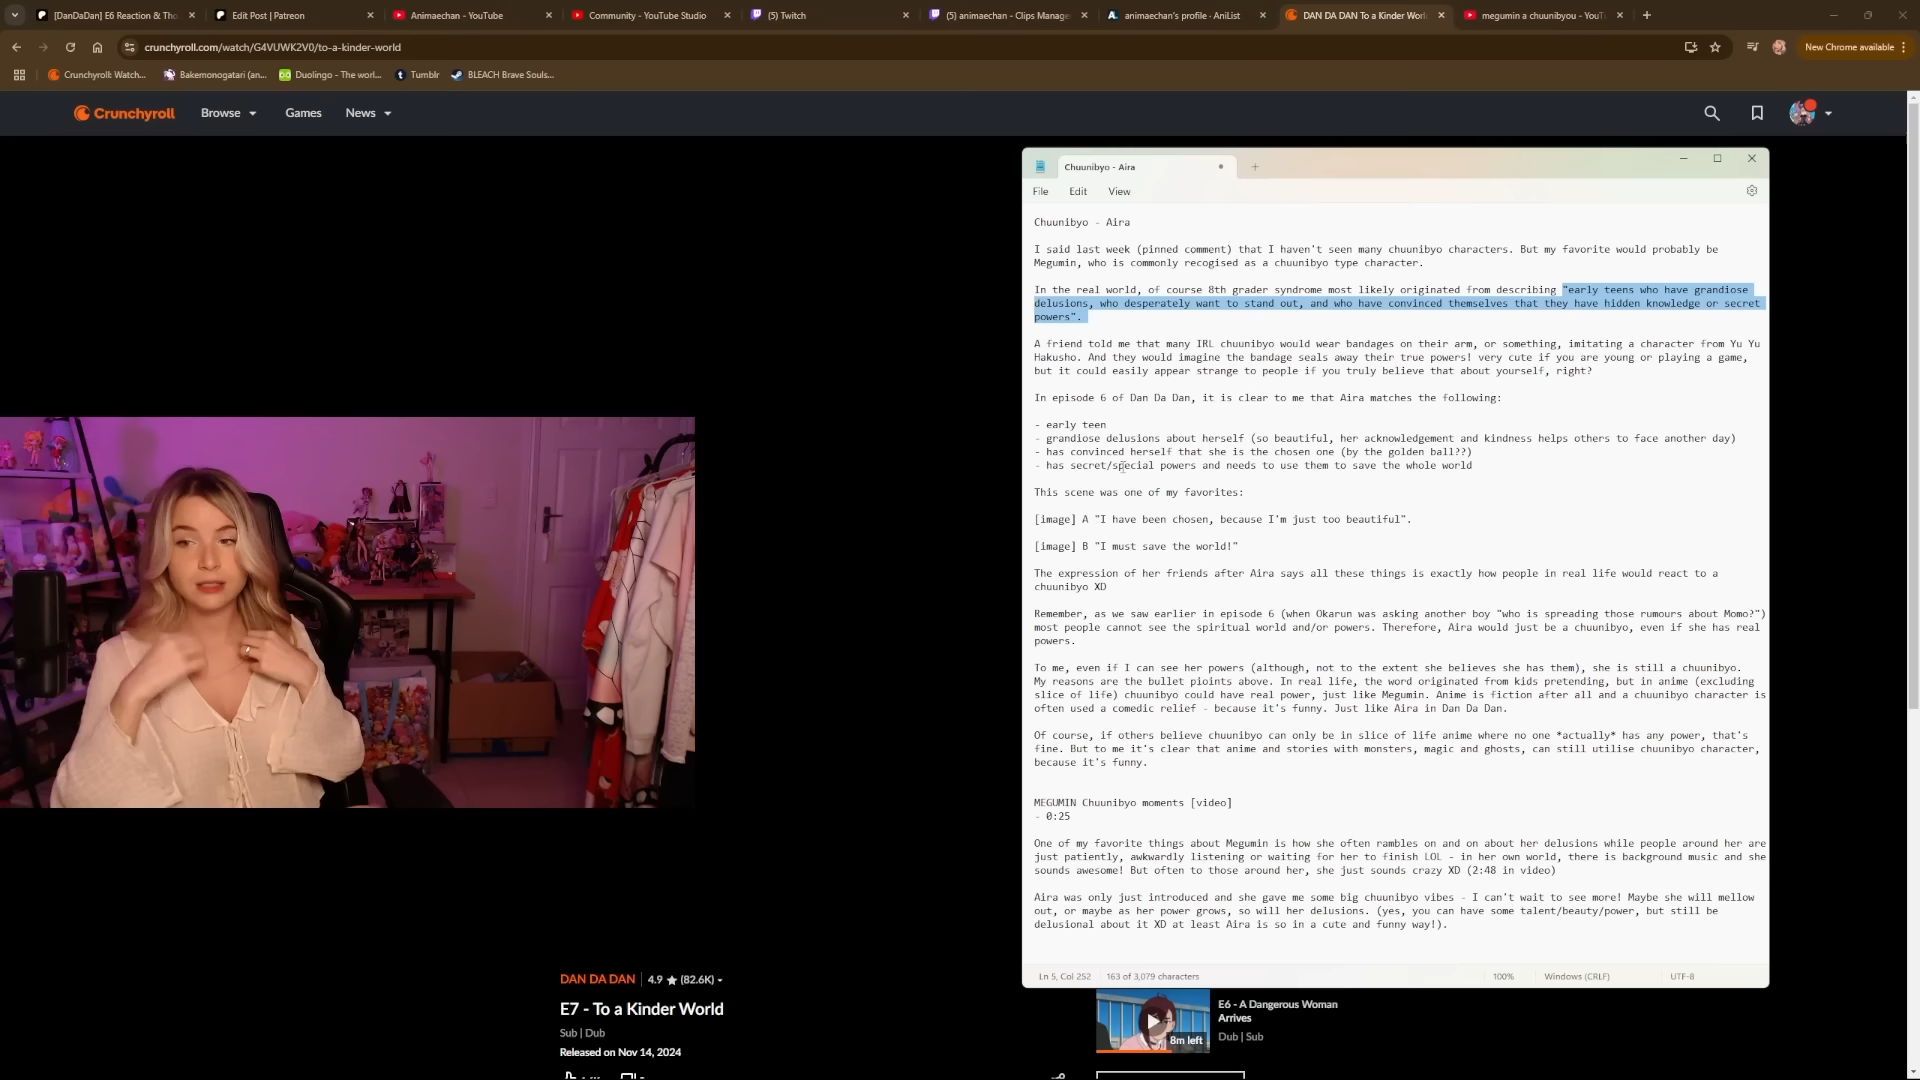 [DanDaDan] E6 Reaction & Tho
Edit Post | Patreon
Animaechan - YouTube
Community - YouTube Studio
(5) Twitch
(5) animaechan - Clips Manage
animaechan's profile · AniList
DAN DA DAN To a Kinder Worl
megumin a chuunibyou - YouT
crunchyroll.com/watch/G4VUWK2V0/to-a-kinder-world
New Chrome available
Crunchyroll: Watch...
Bakemonogatari (an...
Duolingo - The worl...
Tumblr
BLEACH Brave Souls...
Crunchyroll
Browse
Games
News
Chuunibyo - Aira
File Edit View
Chuunibyo - Aira
I said last week (pinned comment) that I haven't seen many chuunibyo characters. But my favorite would probably be
Megumin, who is commonly recogised as a chuunibyo type character.
In the real world, of course 8th grader syndrome most likely originated from describing "early teens who have grandiose
delusions, who desperately want to stand out, and who have convinced themselves that they have hidden knowledge or secret
powers".
A friend told me that many IRL chuunibyo would wear bandages on their arm, or something, imitating a character from Yu Yu
Hakusho. And they would imagine the bandage seals away their true powers! very cute if you are young or playing a game,
but it could easily appear strange to people if you truly believe that about yourself, right?
In episode 6 of Dan Da Dan, it is clear to me that Aira matches the following:
- early teen
- grandiose delusions about herself (so beautiful, her acknowledgement and kindness helps others to face another day)
- has convinced herself that she is the chosen one (by the golden ball??)
- has secret/special powers and needs to use them to save the whole world
This scene was one of my favorites:
[image] A "I have been chosen, because I'm just too beautiful".
[image] B "I must save the world!"
The expression of her friends after Aira says all these things is exactly how people in real life would react to a
chuunibyo XD
Remember, as we saw earlier in episode 6 (when Okarun was asking another boy "who is spreading those rumours about Momo?")
most people cannot see the spiritual world and/or powers. Therefore, Aira would just be a chuunibyo, even if she has real
powers.
To me, even if I can see her powers (although, not to the extent she believes she has them), she is still a chuunibyo.
My reasons are the bullet pioints above. In real life, the word originated from kids pretending, but in anime (excluding
slice of life) chuunibyo could have real power, just like Megumin. Anime is fiction after all and a chuunibyo character is
often used a comedic relief - because it's funny. Just like Aira in Dan Da Dan.
Of course, if others believe chuunibyo can only be in slice of life anime where no one *actually* has any power, that's
fine. But to me it's clear that anime and stories with monsters, magic and ghosts, can still utilise chuunibyo character,
because it's funny.
MEGUMIN Chuunibyo moments [video]
- 0:25
One of my favorite things about Megumin is how she often rambles on and on about her delusions while people around her are
just patiently, awkwardly listening or waiting for her to finish LOL - in her own world, there is background music and she
sounds awesome! But often to those around her, she just sounds crazy XD (2:48 in video)
Aira was only just introduced and she gave me some big chuunibyo vibes - I can't wait to see more! Maybe she will mellow
out, or maybe as her power grows, so will her delusions. (yes, you can have some talent/beauty/power, but still be
delusional about it XD at least Aira is so in a cute and funny way!).
Ln 5, Col 252
163 of 3,079 characters
100%
Windows (CRLF)
UTF-8
DAN DA DAN
4.9 ★ (82.6K)
E7 - To a Kinder World
Sub | Dub
Released on Nov 14, 2024
8m left
E6 - A Dangerous Woman
Arrives
Dub | Sub